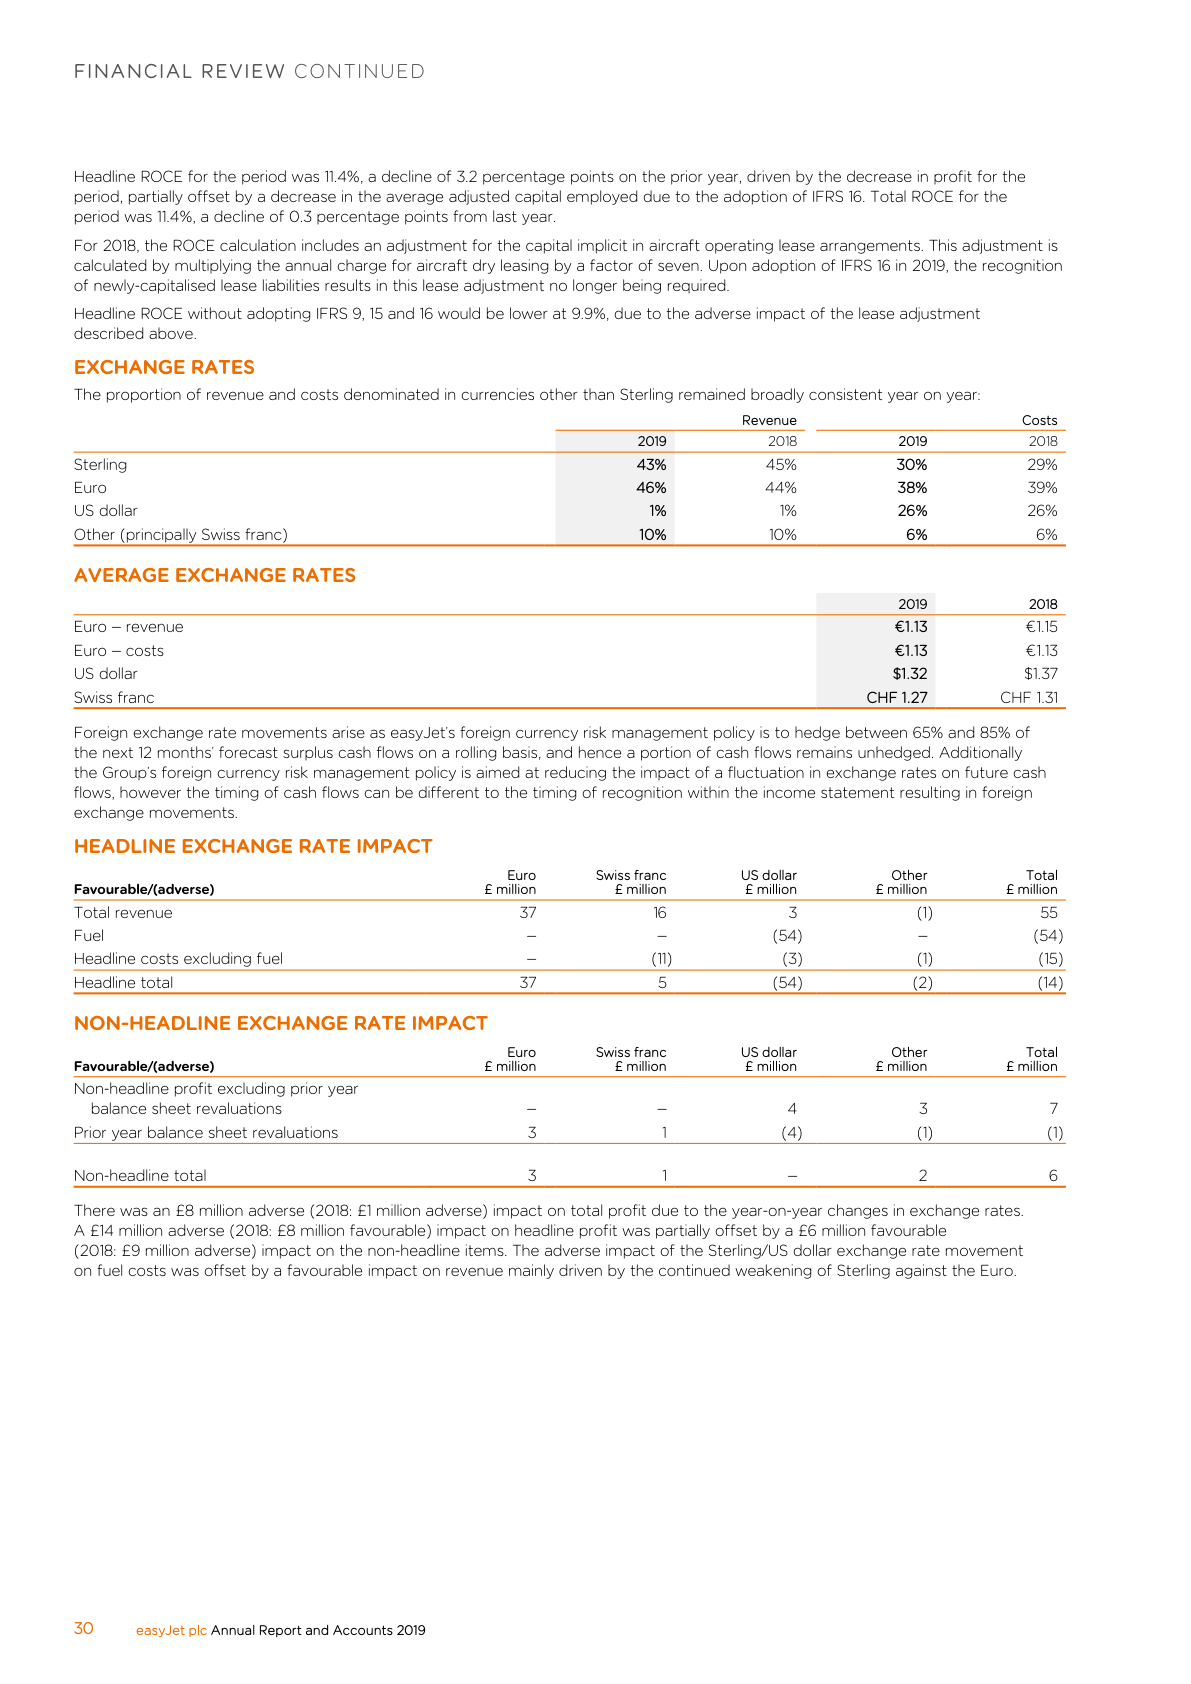 FINANCIAL REVIEW CONTINUED
Headline ROCE for the period was 11.4%, a decline of 3.2 percentage points on the prior year, driven by the decrease in profit for the
period, partially offset by a decrease in the average adjusted capital employed due to the adoption of IFRS 16. Total ROCE for the
period was 11.4%, a decline of 0.3 percentage points from last year.
For 2018, the ROCE calculation includes an adjustment for the capital implicit in aircraft operating lease arrangements. This adjustment is
calculated by multiplying the annual charge for aircraft dry leasing by a factor of seven. Upon adoption of IFRS 16 in 2019, the recognition
of newly-capitalised lease liabilities results in this lease adjustment no longer being required.
Headline ROCE without adopting IFRS 9, 15 and 16 would be lower at 9.9%, due to the adverse impact of the lease adjustment
described above.
EXCHANGE RATES
The proportion of revenue and costs denominated in currencies other than Sterling remained broadly consistent year on year:
Revenue Costs
2019 2018 2019 2018
Sterling 43% 45% 30% 29%
Euro 46% 44% 38% 39%
US dollar 1% 1% 26% 26%
Other (principally Swiss franc) 10% 10% 6% 6%
AVERAGE EXCHANGE RATES
2019 2018
Euro – revenue €1.13 €1.15
Euro – costs €1.13 €1.13
US dollar $1.32 $1.37
Swiss franc CHF 1.27 CHF 1.31
Foreign exchange rate movements arise as easyJet's foreign currency risk management policy is to hedge between 65% and 85% of
the next 12 months' forecast surplus cash flows on a rolling basis, and hence a portion of cash flows remains unhedged. Additionally
the Group's foreign currency risk management policy is aimed at reducing the impact of a fluctuation in exchange rates on future cash
flows, however the timing of cash flows can be different to the timing of recognition within the income statement resulting in foreign
exchange movements.
HEADLINE EXCHANGE RATE IMPACT
Euro Swiss franc US dollar Other Total
Favourable/(adverse) £ million £ million £ million £ million £ million
Total revenue 37 16 3 (1) 55
Fuel – – (54) – (54)
Headline costs excluding fuel – (11) (3) (1) (15)
Headline total 37 5 (54) (2) (14)
NON-HEADLINE EXCHANGE RATE IMPACT
Euro Swiss franc US dollar Other Total
Favourable/(adverse) £ million £ million £ million £ million £ million
Non-headline profit excluding prior year
balance sheet revaluations – – 4 3 7
Prior year balance sheet revaluations 3 1 (4) (1) (1)
Non-headline total 3 1 – 2 6
There was an £8 million adverse (2018: £1 million adverse) impact on total profit due to the year-on-year changes in exchange rates.
A £14 million adverse (2018: £8 million favourable) impact on headline profit was partially offset by a £6 million favourable
(2018: £9 million adverse) impact on the non-headline items. The adverse impact of the Sterling/US dollar exchange rate movement
on fuel costs was offset by a favourable impact on revenue mainly driven by the continued weakening of Sterling against the Euro.
30 easyJet plc Annual Report and Accounts 2019